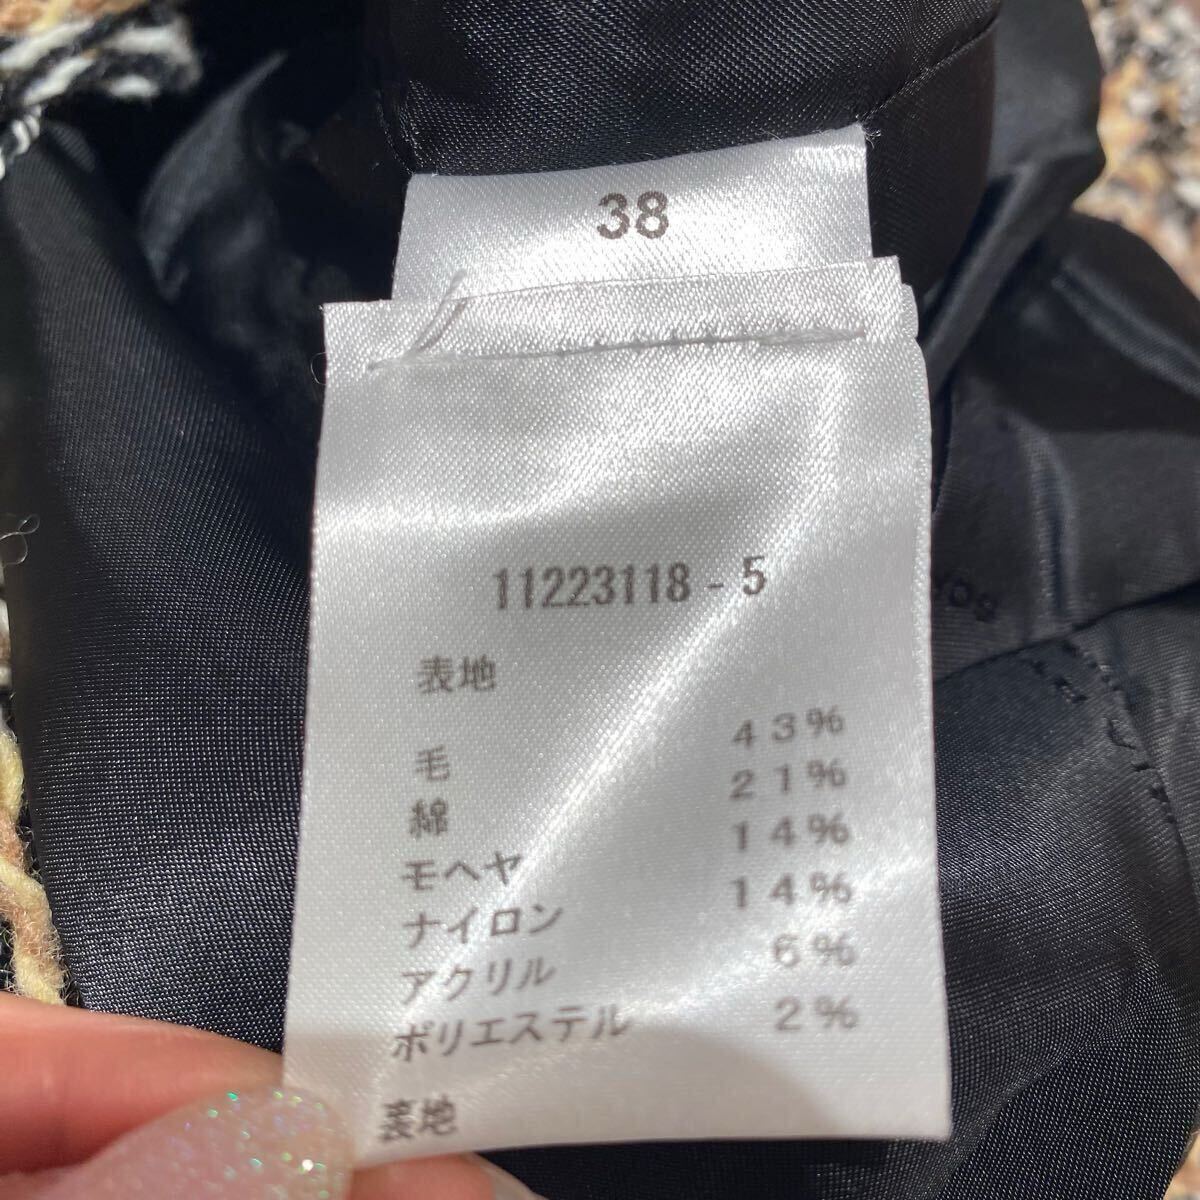 38
11223118-5
表地
毛 43%
綿 21%
モヘヤ 14%
ナイロン 14%
アクリル 6%
ポリエステル 2%
表地